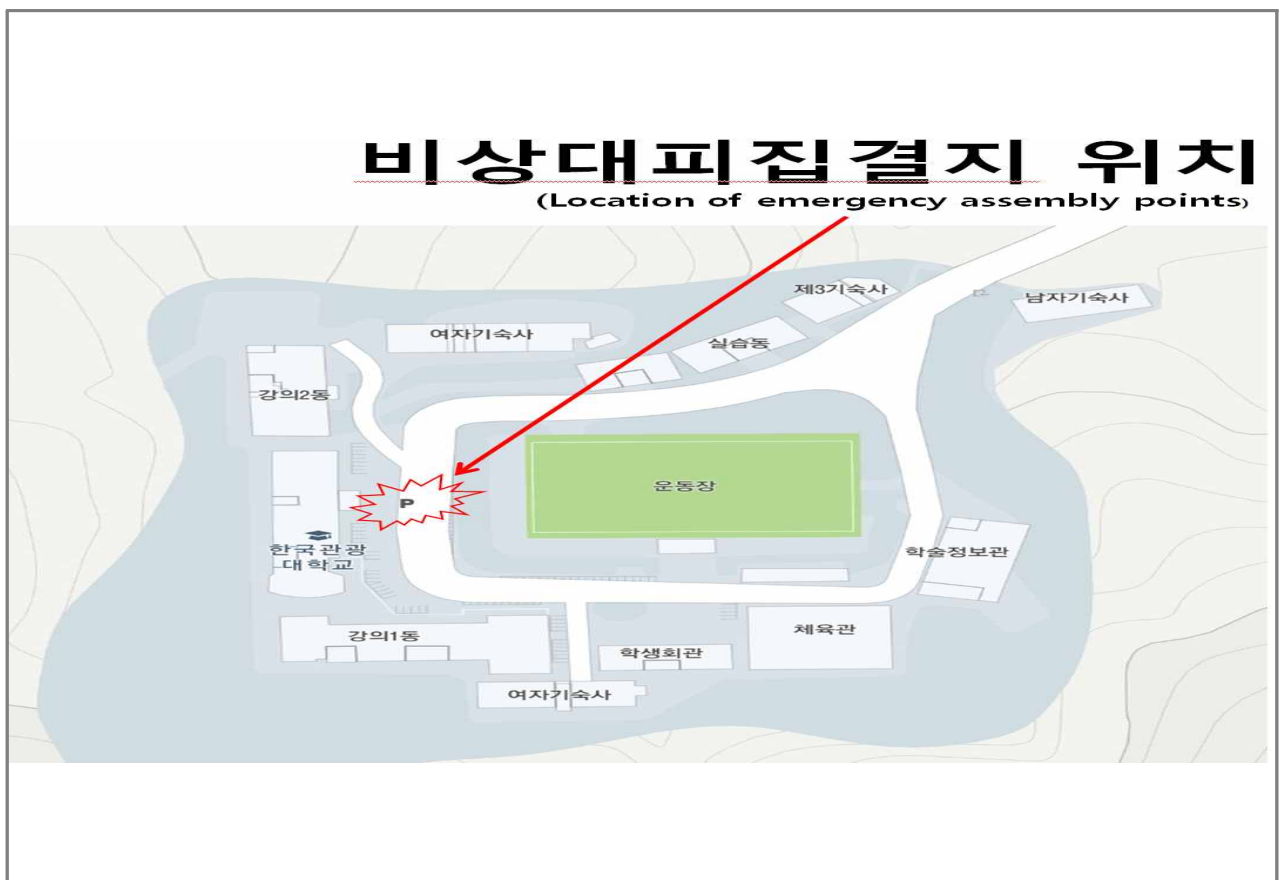 비상대피집결지 위치
(Location of emergency assembly points)
제3기숙사
남자기숙사
여자기숙사
실습동
강의2동
운동장
P
한국관광
대학교
학술정보관
강의1동
체육관
학생회관
여자기숙사